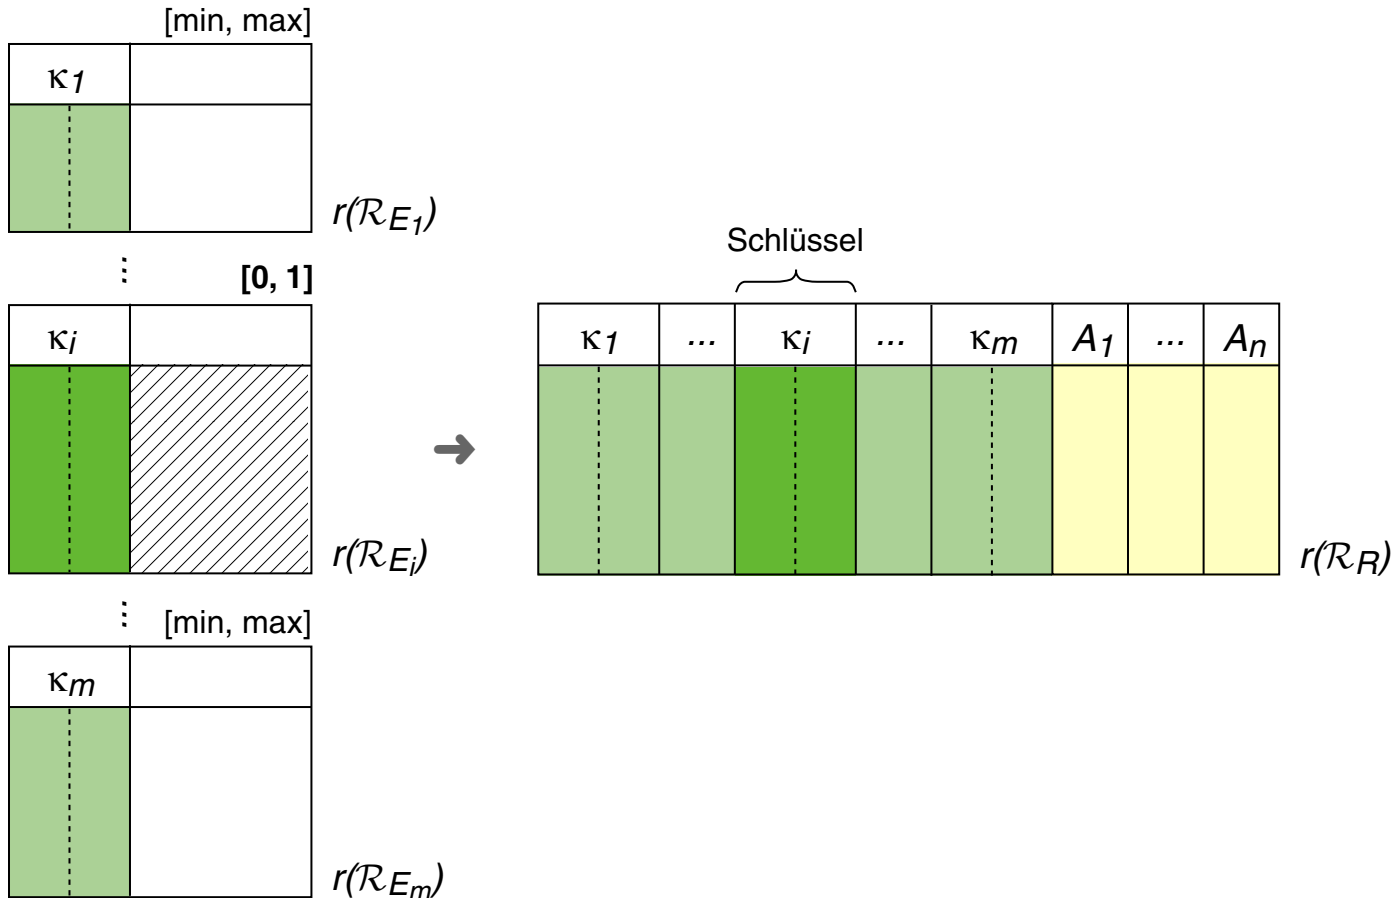 [min, max]
κ1
r(ℛE1)
⋮
[0, 1]
κi
r(ℛEi)
⋮
[min, max]
κm
r(ℛEm)
Schlüssel
κ1 ... κi ... κm A1 ... An
r(ℛR)